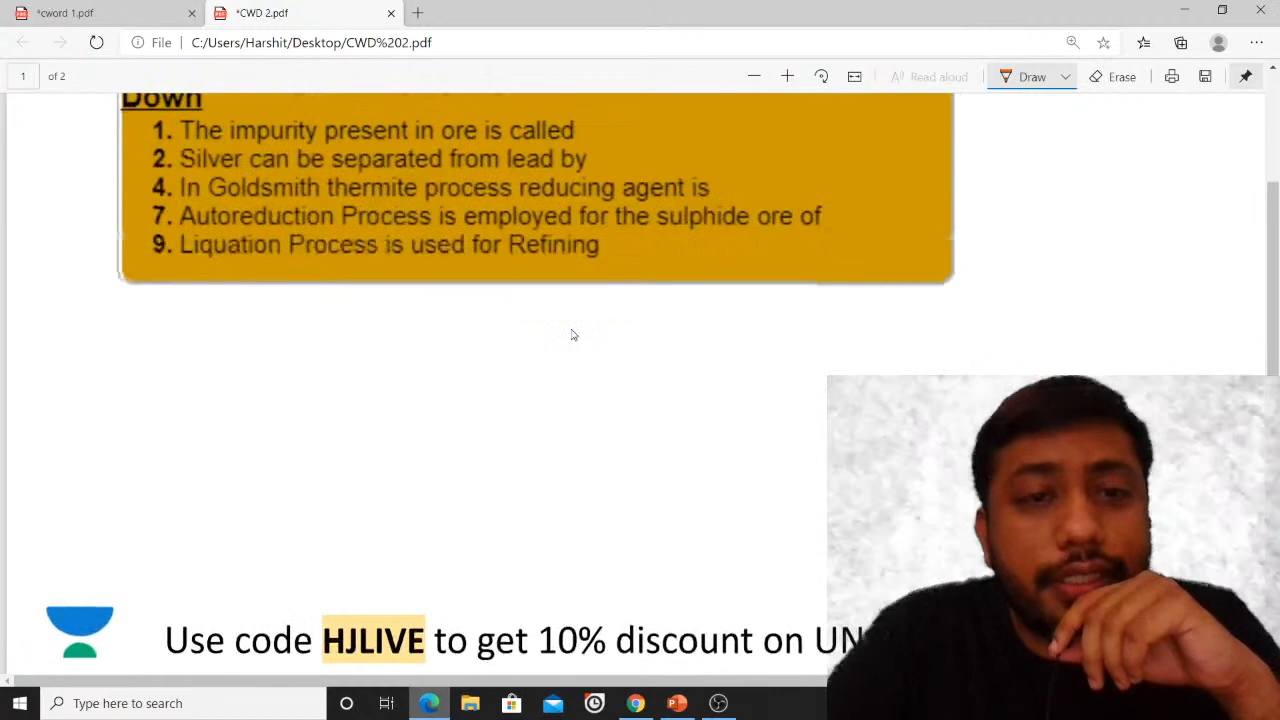 *cword 1.pdf
*CWD 2.pdf
File
C:/Users/Harshit/Desktop/CWD%202.pdf
1 of 2
Read aloud
Draw
Erase
Down
1. The impurity present in ore is called
2. Silver can be separated from lead by
4. In Goldsmith thermite process reducing agent is
7. Autoreduction Process is employed for the sulphide ore of
9. Liquation Process is used for Refining
Use code HJLIVE to get 10% discount on UN
Type here to search